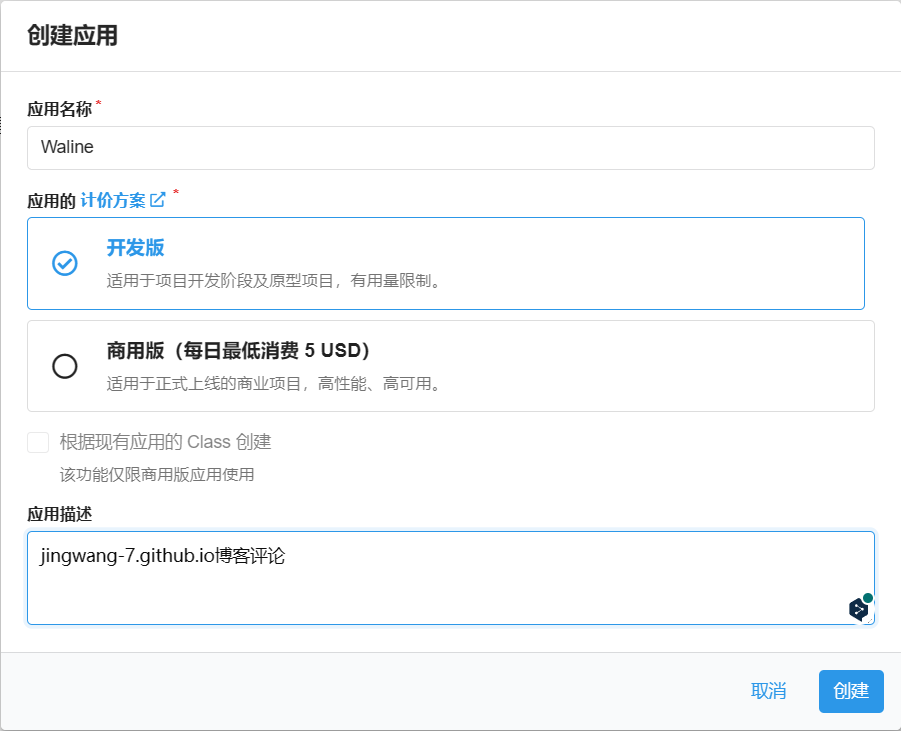 创建应用
应用名称*
Waline
应用的 计价方案 *
开发版
适用于项目开发阶段及原型项目，有用量限制。
商用版（每日最低消费 5 USD）
适用于正式上线的商业项目，高性能、高可用。
根据现有应用的 Class 创建
该功能仅限商用版应用使用
应用描述
jingwang-7.github.io博客评论
取消
创建